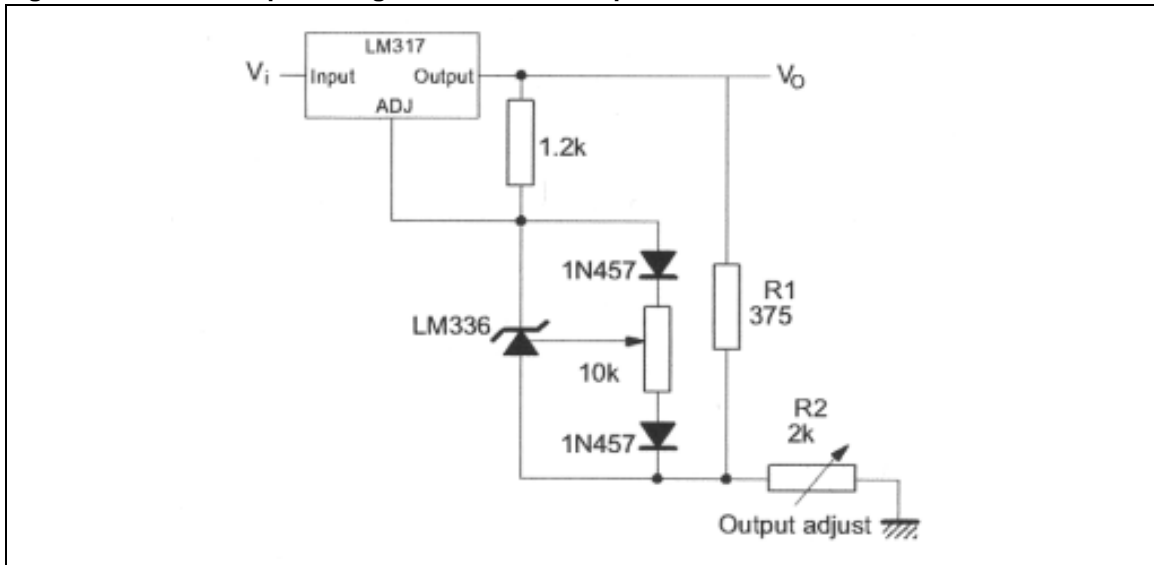 LM317
Vi
Input
Output
VO
ADJ
1.2k
1N457
R1
375
LM336
10k
R2
2k
1N457
Output adjust